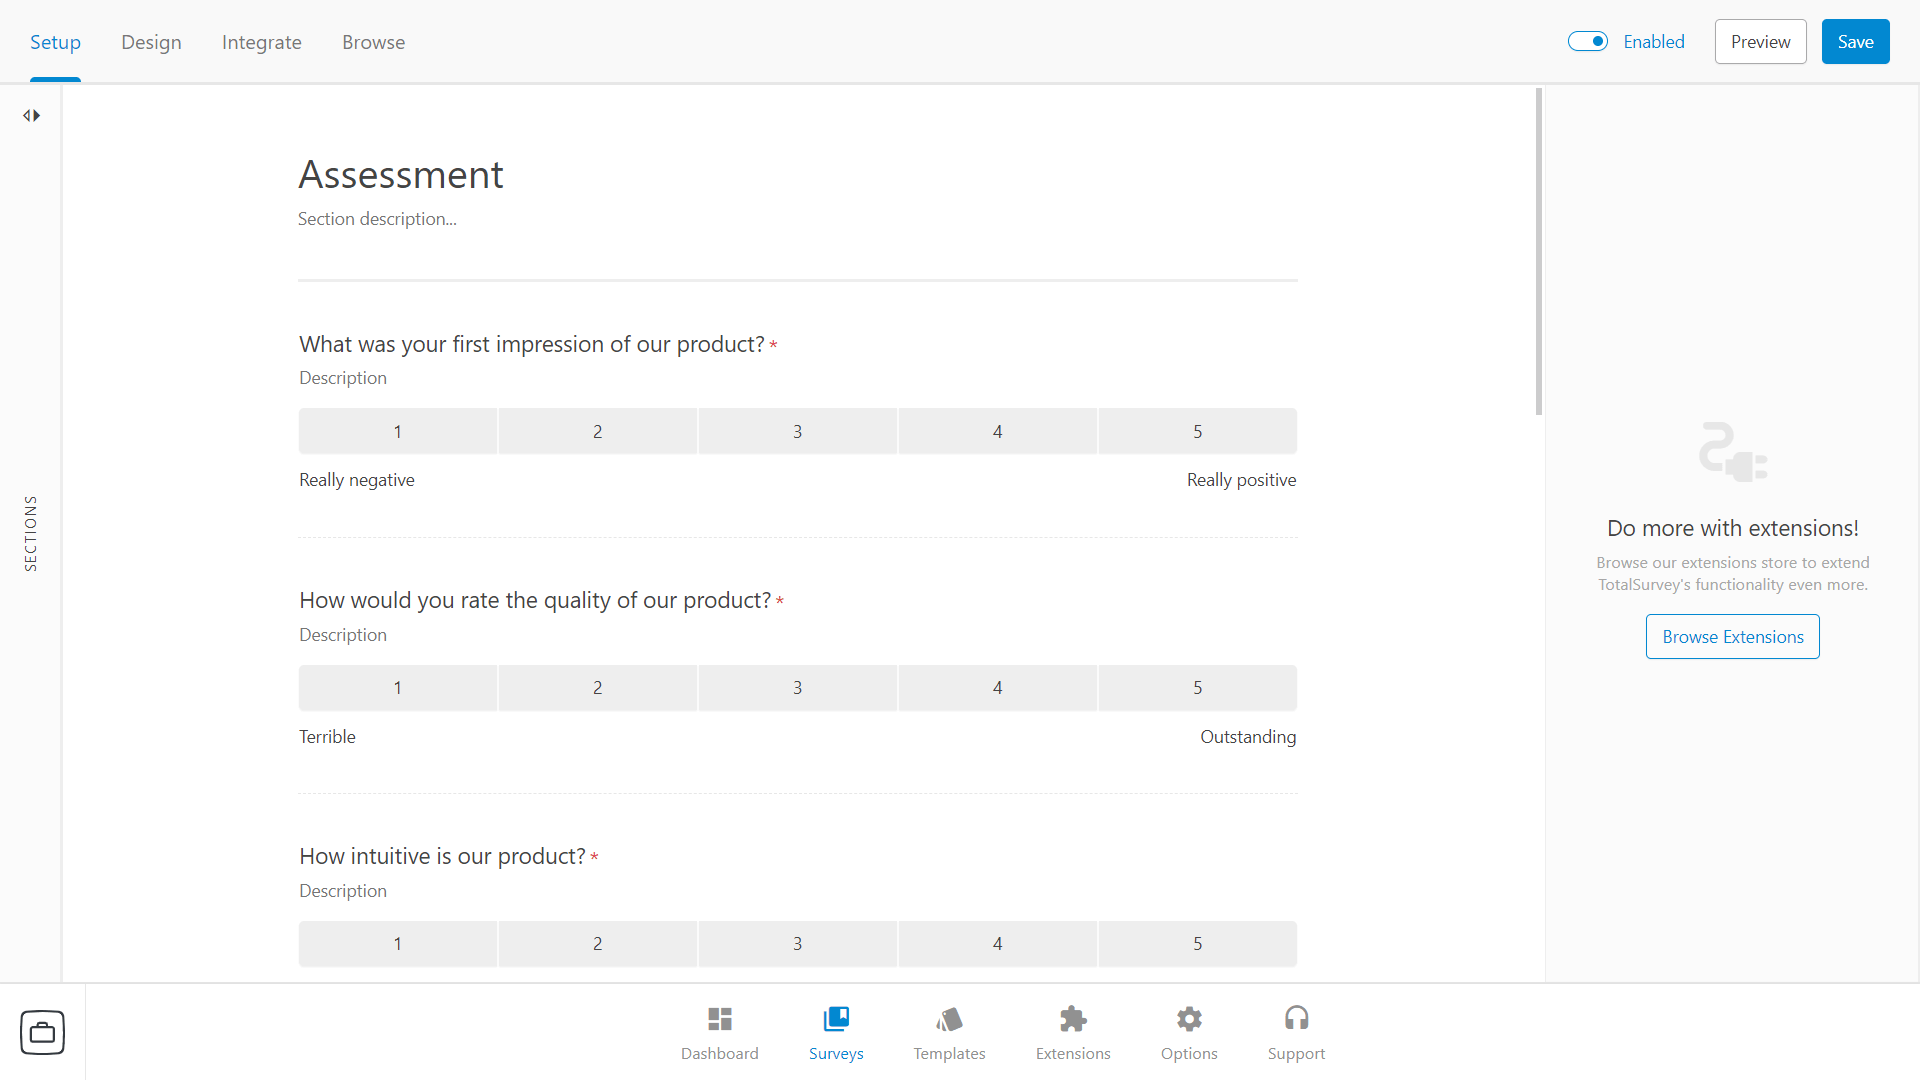 Setup Design Integrate Browse Enabled Preview Save
SECTIONS
Assessment
Section description...
What was your first impression of our product? *
Description
1 2 3 4 5
Really negative Really positive
How would you rate the quality of our product? *
Description
1 2 3 4 5
Terrible Outstanding
How intuitive is our product? *
Description
1 2 3 4 5
Do more with extensions!
Browse our extensions store to extend
TotalSurvey's functionality even more.
Browse Extensions
Dashboard Surveys Templates Extensions Options Support